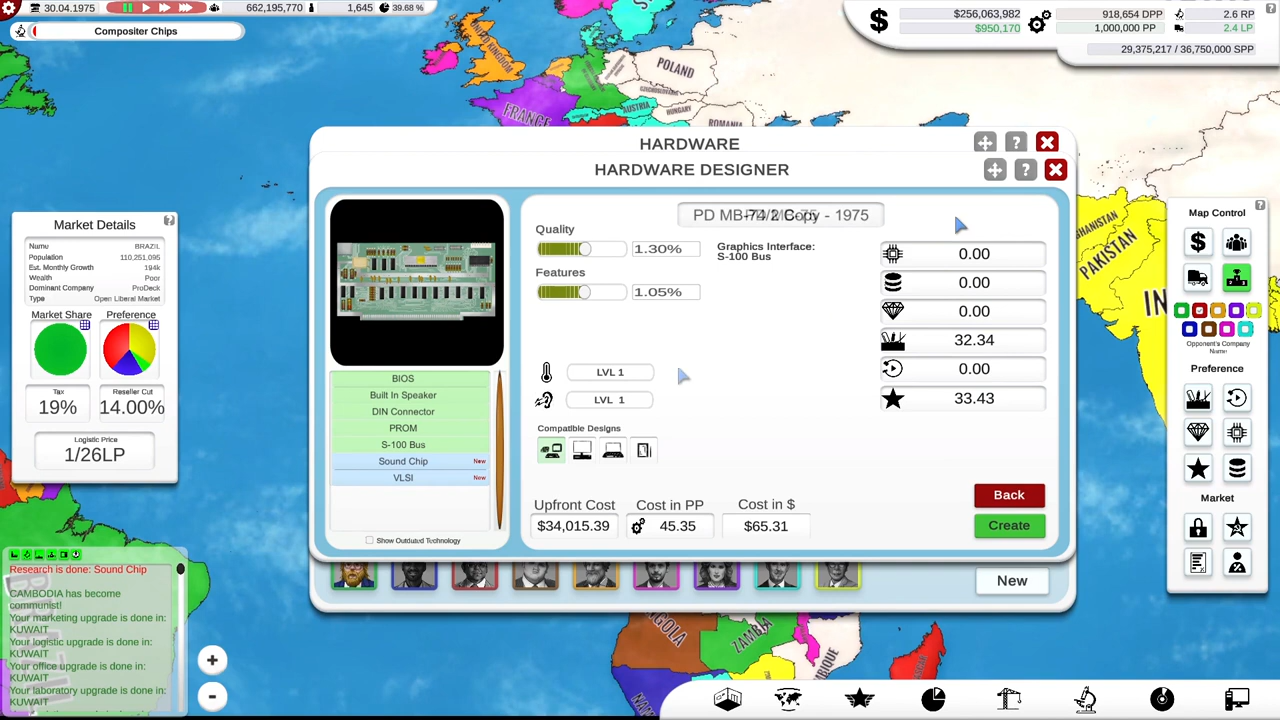 30.04.1975
662,195,770
1,645
39.68 %
Compositer Chips
$256,063,982
$950,170
918,654 DPP
1,000,000 PP
2.6 RP
2.4 LP
29,375,217 / 36,750,000 SPP
POLAND
CZECHOSLOVAKIA
AUSTRIA
HUNGARY
FRANCE
ROMANIA
HARDWARE
?
HARDWARE DESIGNER
?
Market Details
?
Name BRAZIL
Population 110,251,095
Est. Monthly Growth 194k
Wealth Poor
Dominant Company ProDeck
Type Open Liberal Market
Market Share
Preference
Tax
19%
Reseller Cut
14.00%
Logistic Price
1/26LP
Research is done: Sound Chip
CAMBODIA has become
communist!
Your marketing upgrade is done in:
KUWAIT
Your logistic upgrade is done in:
KUWAIT
Your office upgrade is done in:
KUWAIT
Your laboratory upgrade is done in:
KUWAIT
+
-
BIOS
Built In Speaker
DIN Connector
PROM
S-100 Bus
Sound Chip New
VLSI New
Show Outdated Technology
Copy - 1975
Quality
1.30%
Features
1.05%
Graphics Interface:
S-100 Bus
LVL 1
LVL 1
Compatible Designs
Upfront Cost
$34,015.39
Cost in PP
45.35
Cost in $
$65.31
0.00
0.00
0.00
32.34
0.00
33.43
Back
Create
New
PAKISTAN
ANGOLA
ZAMBIA
Map Control
?
$
Opponent's Company
Name
Preference
Market